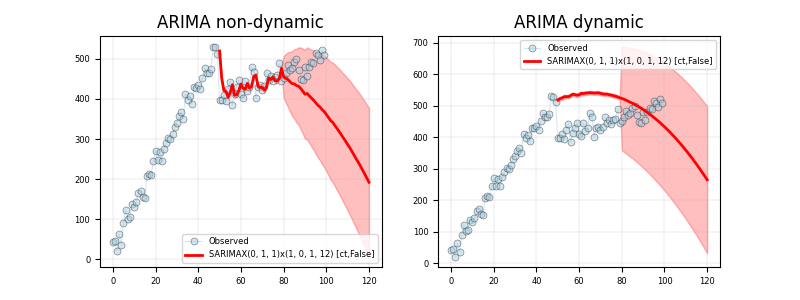 ARIMA non-dynamic
500
400
300
200
100
0
0 20 40 60 80 100 120
Observed
SARIMAX(0, 1, 1)x(1, 0, 1, 12) [ct,False]
ARIMA dynamic
700
600
500
400
300
200
100
0
0 20 40 60 80 100 120
Observed
SARIMAX(0, 1, 1)x(1, 0, 1, 12) [ct,False]